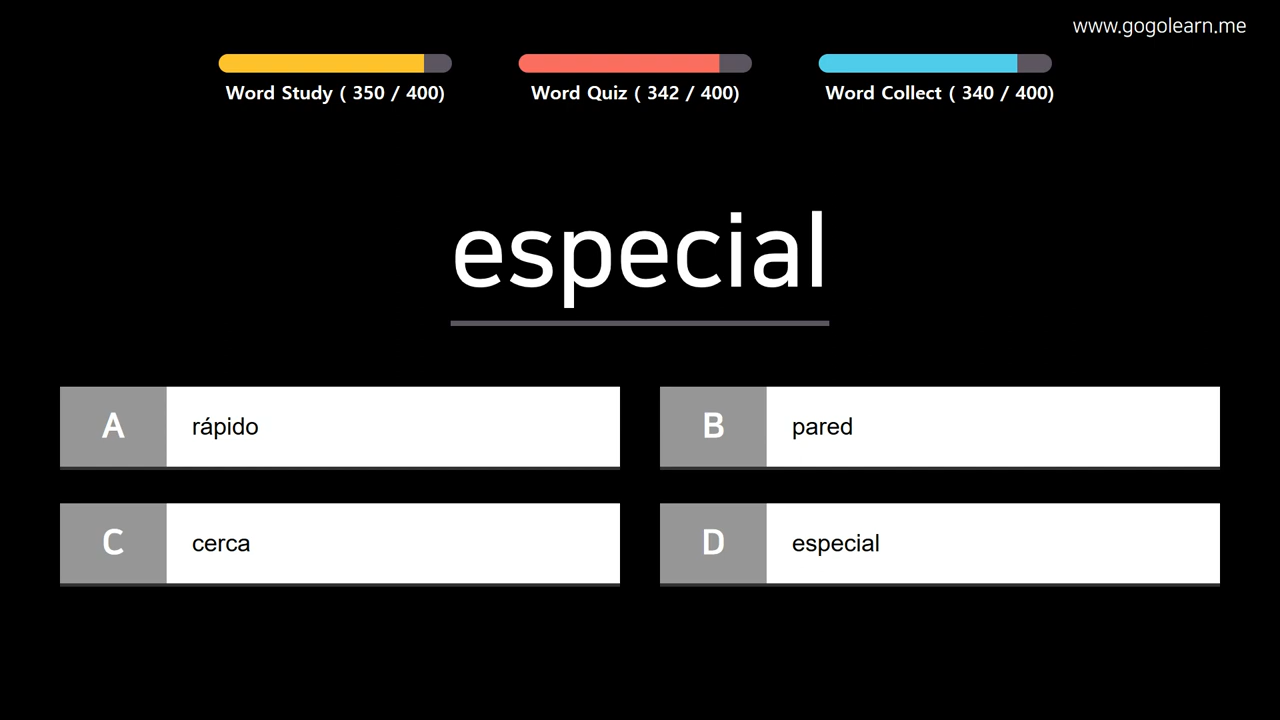 www.gogolearn.me
Word Study ( 350 / 400)
Word Quiz ( 342 / 400)
Word Collect ( 340 / 400)
especial
A rápido
B pared
C cerca
D especial